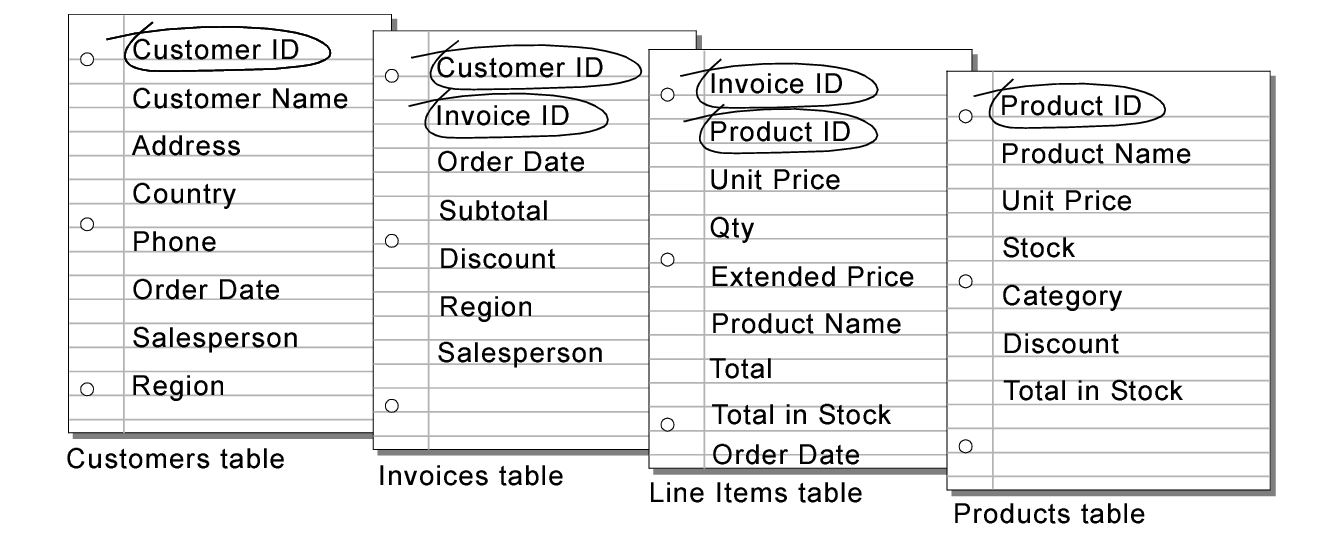 Customer ID
Customer Name
Address
Country
Phone
Order Date
Salesperson
Region
Customers table
Customer ID
Invoice ID
Order Date
Subtotal
Discount
Region
Salesperson
Invoices table
Invoice ID
Product ID
Unit Price
Qty
Extended Price
Product Name
Total
Total in Stock
Order Date
Line Items table
Product ID
Product Name
Unit Price
Stock
Category
Discount
Total in Stock
Products table